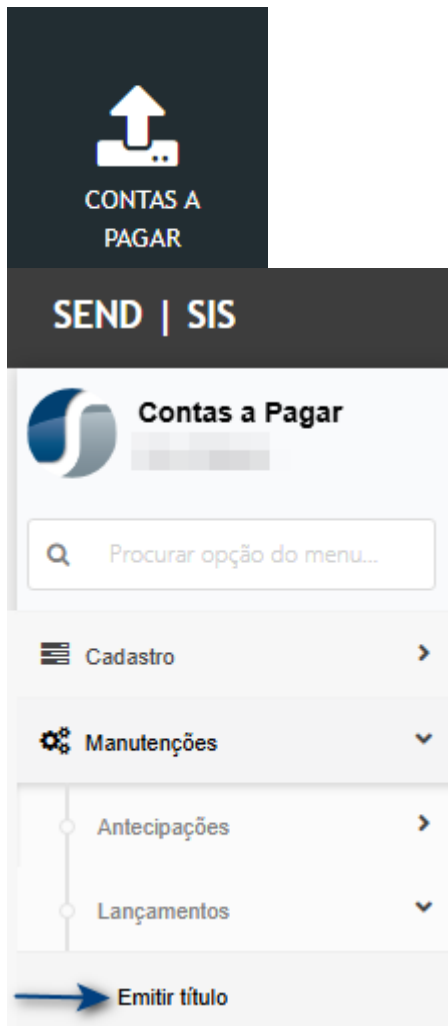 CONTAS A
PAGAR
SEND | SIS
Contas a Pagar
Procurar opção do menu...
Cadastro
Manutenções
Antecipações
Lançamentos
Emitir título